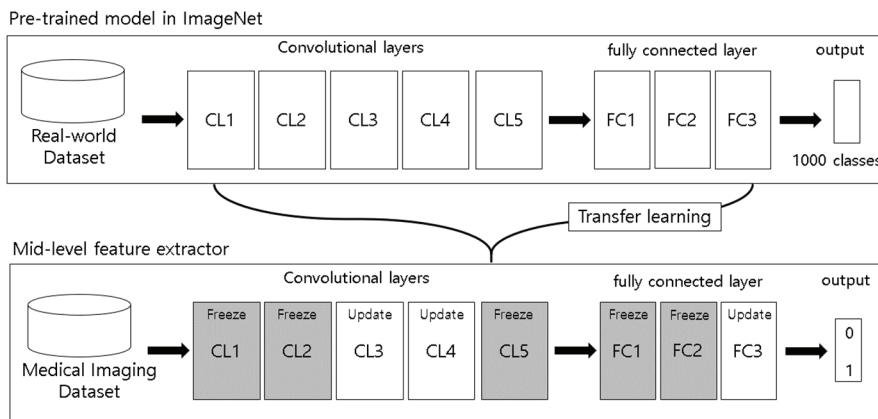 Pre-trained model in ImageNet
Convolutional layers
fully connected layer
output
Real-world
Dataset
CL1
CL2
CL3
CL4
CL5
FC1
FC2
FC3
1000 classes
Transfer learning
Mid-level feature extractor
Convolutional layers
fully connected layer
output
Medical Imaging
Dataset
Freeze
CL1
Freeze
CL2
Update
CL3
Update
CL4
Freeze
CL5
Freeze
FC1
Freeze
FC2
Update
FC3
0
1